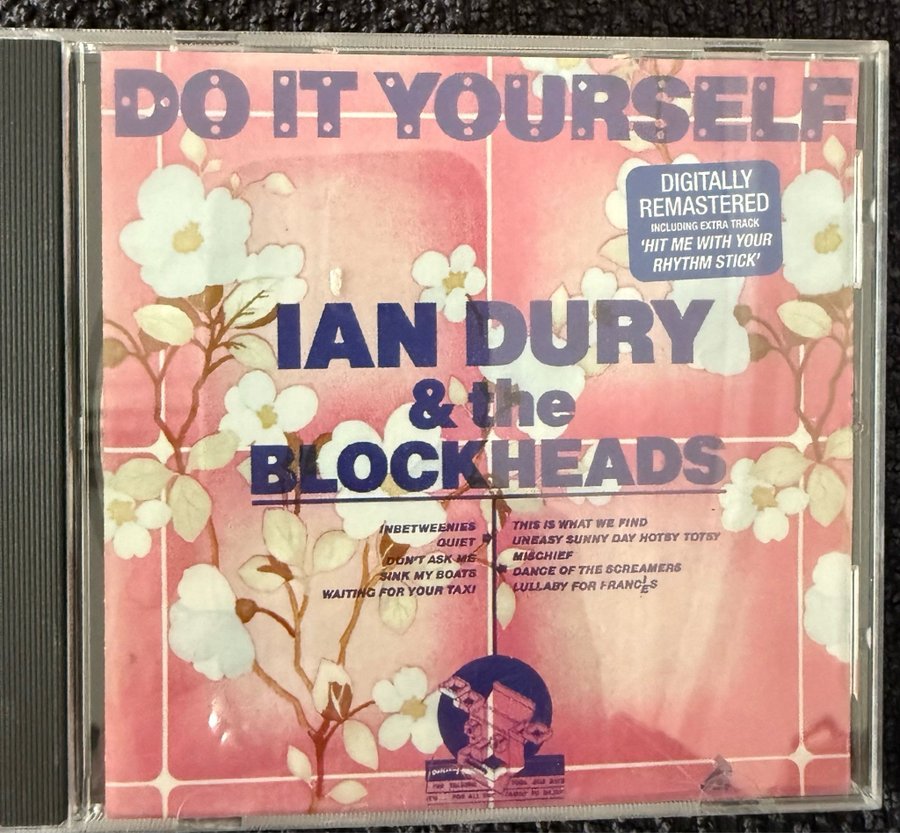 DO IT YOURSELF
DIGITALLY
REMASTERED
INCLUDING EXTRA TRACK
'HIT ME WITH YOUR
RHYTHM STICK'
IAN DURY
& the
BLOCKHEADS
INBETWEENIES
QUIET
DON'T ASK ME
SINK MY BOATS
WAITING FOR YOUR TAXI
THIS IS WHAT WE FIND
UNEASY SUNNY DAY HOTSY TOTSY
MISCHIEF
DANCE OF THE SCREAMERS
LULLABY FOR FRANCIES
FOR ALL